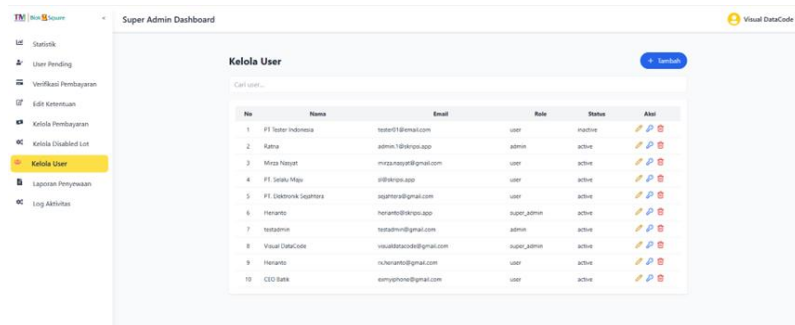 TM Bloc Square
Super Admin Dashboard
Visual DataCode
Statistik
User Pending
Verifikasi Pembayaran
Edit Ketentuan
Kelola Pembayaran
Kelola Disabled Lot
Kelola User
Laporan Penyewaan
Log Aktivitas
Kelola User
+ Tambah
Cari user...
No Nama Email Role Status Aksi
1 PT Tester Indonesia tester01@email.com user inactive
2 Ratna admin.1@skripsi.app admin active
3 Mirza Nasyat mirza.nasyat@gmail.com user active
4 PT. Selalu Maju sl@skripsi.app user active
5 PT. Elektronik Sejahtera sejahtera@gmail.com user active
6 Herianto herianto@skripsi.app super_admin active
7 testadmin testadmin@gmail.com admin active
8 Visual DataCode visualdatacode@gmail.com super_admin active
9 Herianto rx.herianto@gmail.com user active
10 CEO Batik exmyiphone@gmail.com user active